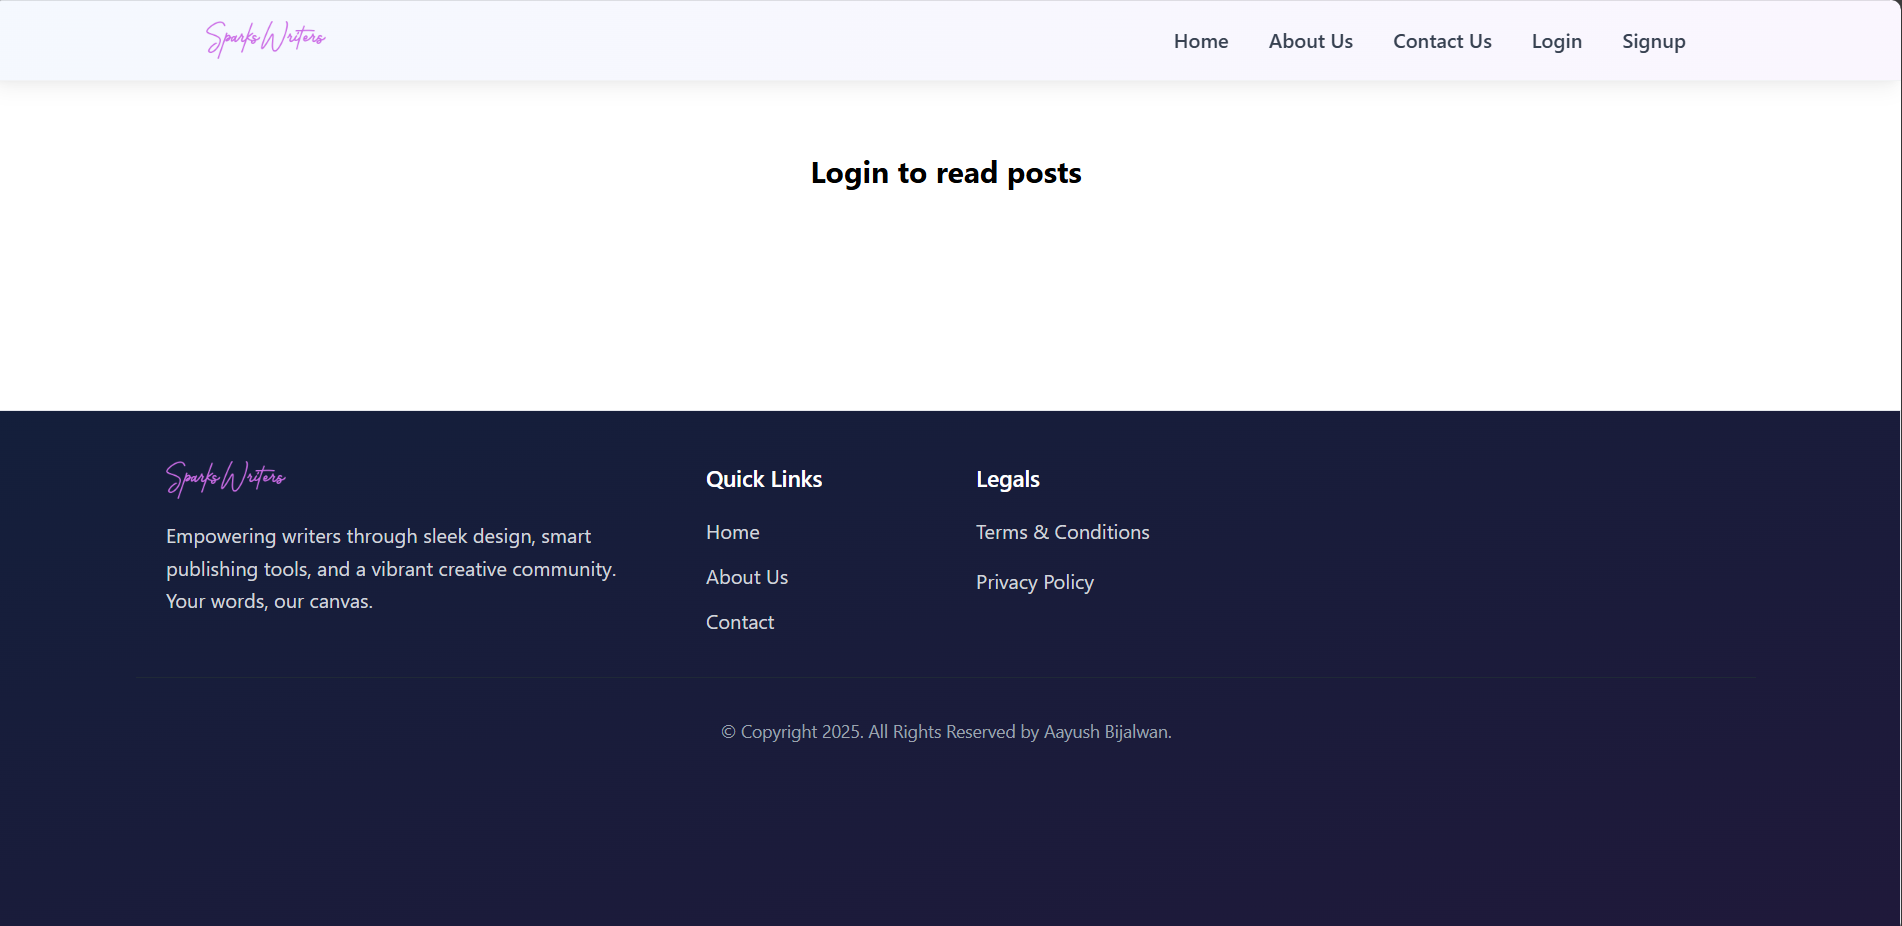 Sparks Writers
Home
About Us
Contact Us
Login
Signup
Login to read posts
Sparks Writers
Empowering writers through sleek design, smart
publishing tools, and a vibrant creative community.
Your words, our canvas.
Quick Links
Home
About Us
Contact
Legals
Terms & Conditions
Privacy Policy
© Copyright 2025. All Rights Reserved by Aayush Bijalwan.